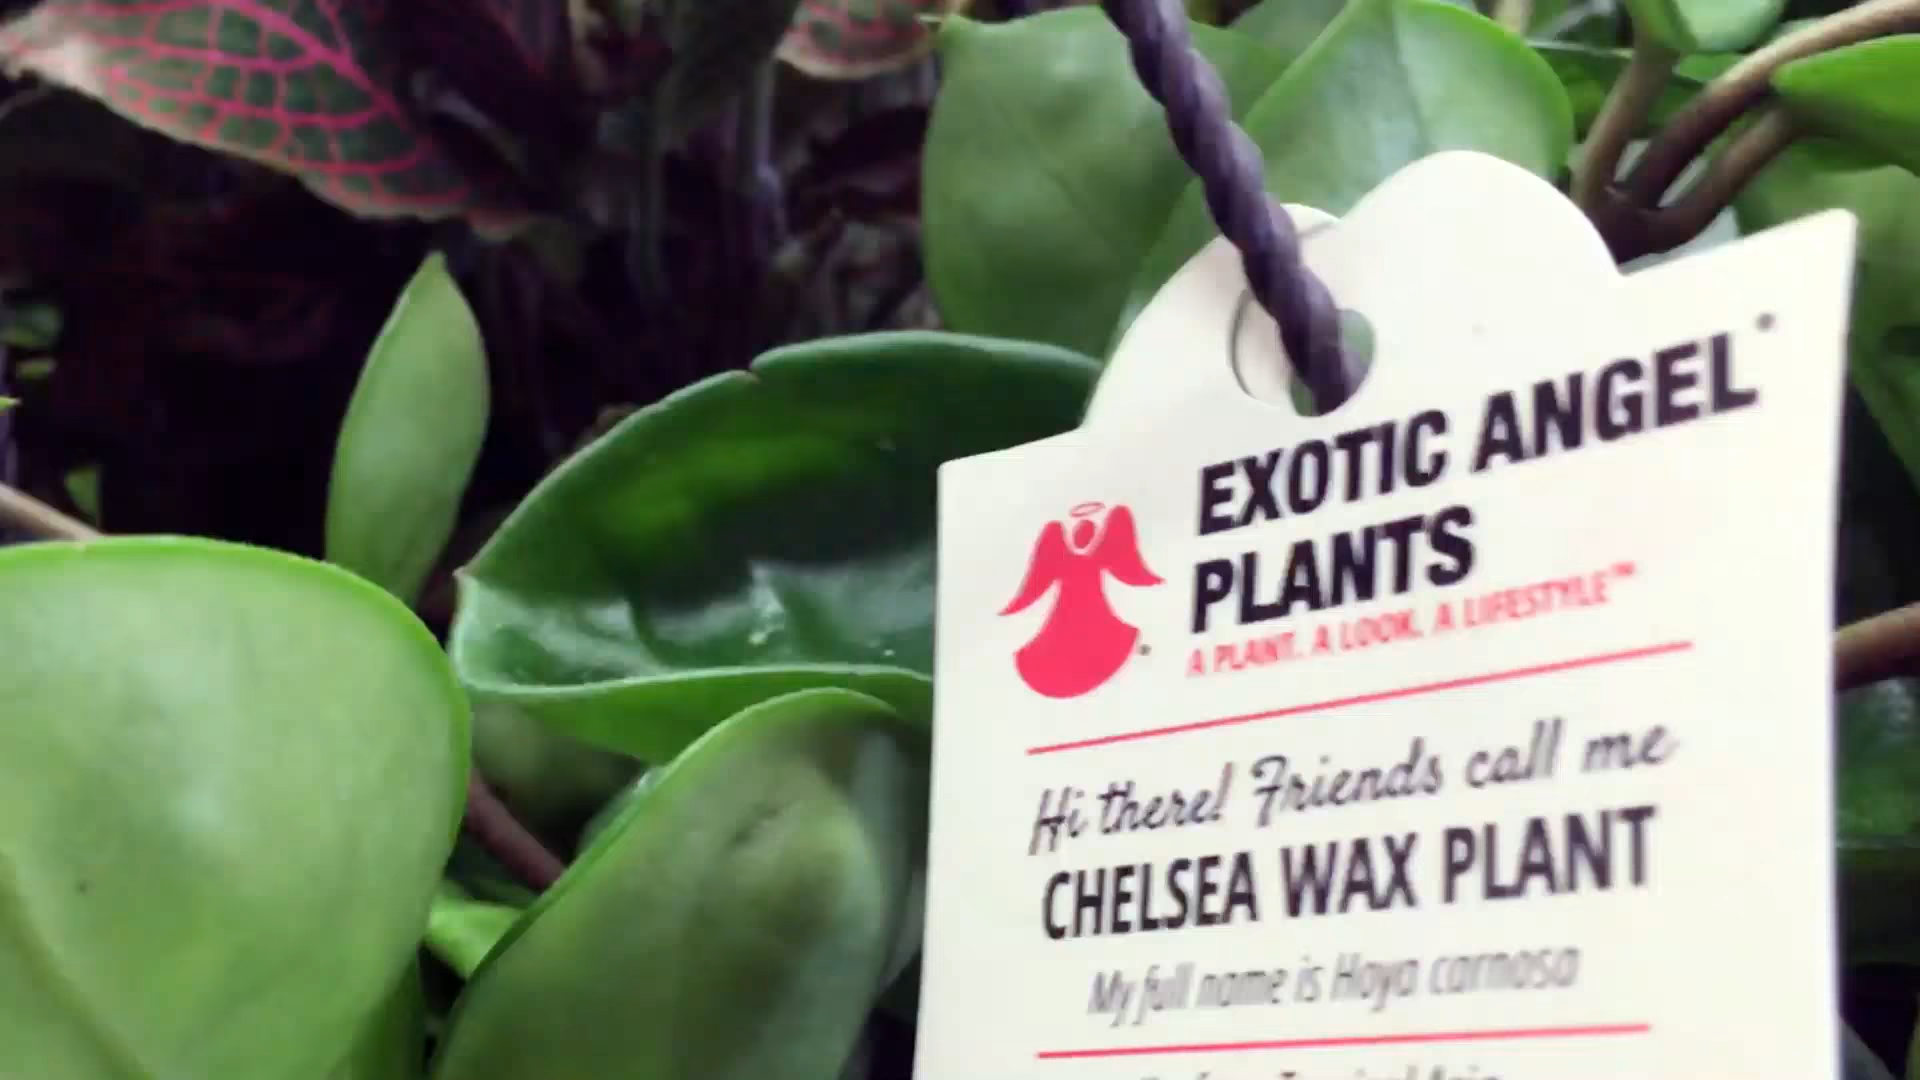 EXOTIC ANGEL®
PLANTS
A PLANT. A LOOK. A LIFESTYLE™
Hi there! Friends call me
CHELSEA WAX PLANT
My full name is Hoya carnosa